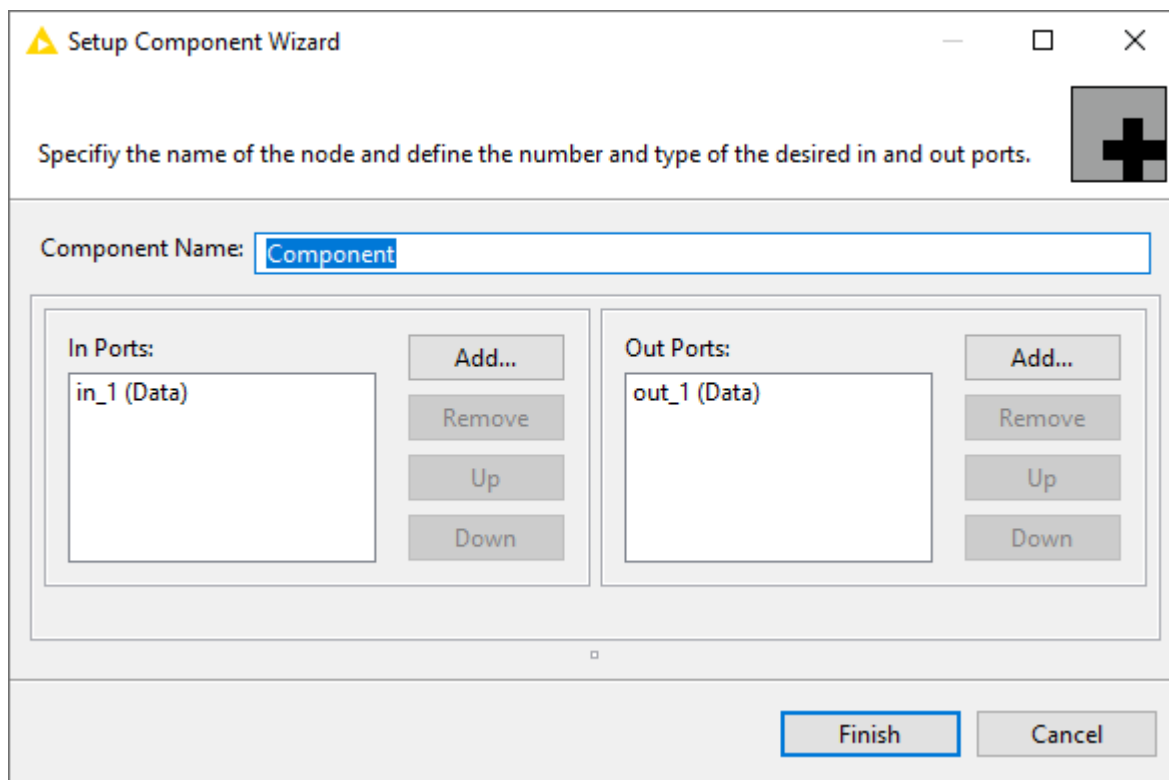 Setup Component Wizard
Specifiy the name of the node and define the number and type of the desired in and out ports.
Component Name: Component
In Ports:
in_1 (Data)
Add...
Remove
Up
Down
Out Ports:
out_1 (Data)
Add...
Remove
Up
Down
Finish Cancel